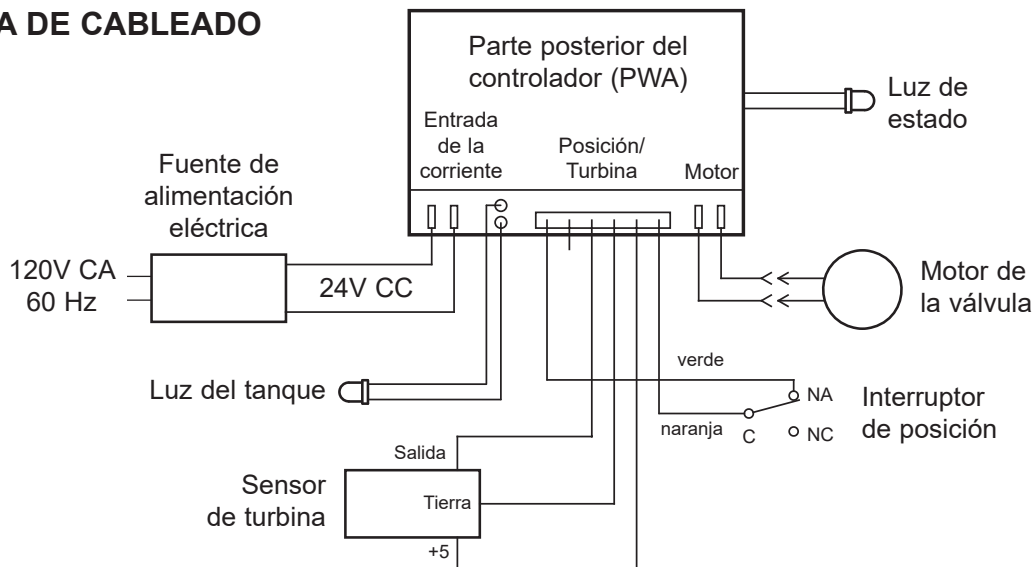 A DE CABLEADO
Parte posterior del
controlador (PWA)
Luz de
estado
Entrada
de la
corriente
Posición/
Turbina
Motor
Fuente de
alimentación
eléctrica
120V CA
60 Hz
24V CC
Motor de
la válvula
Luz del tanque
verde
naranja
NA
C
NC
Interruptor
de posición
Salida
Sensor
de turbina
Tierra
+5